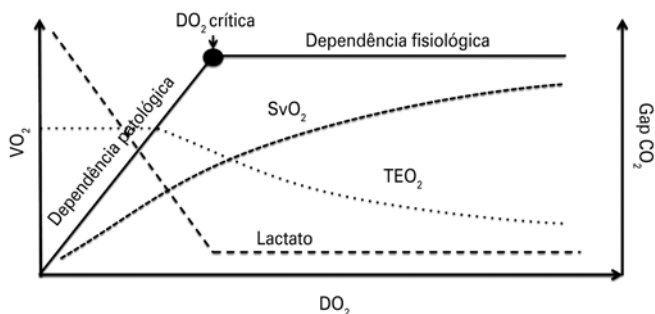 DO₂ crítica
Dependência fisiológica
Dependência patológica
SvO₂
TEO₂
Lactato
VO₂
Gap CO₂
DO₂